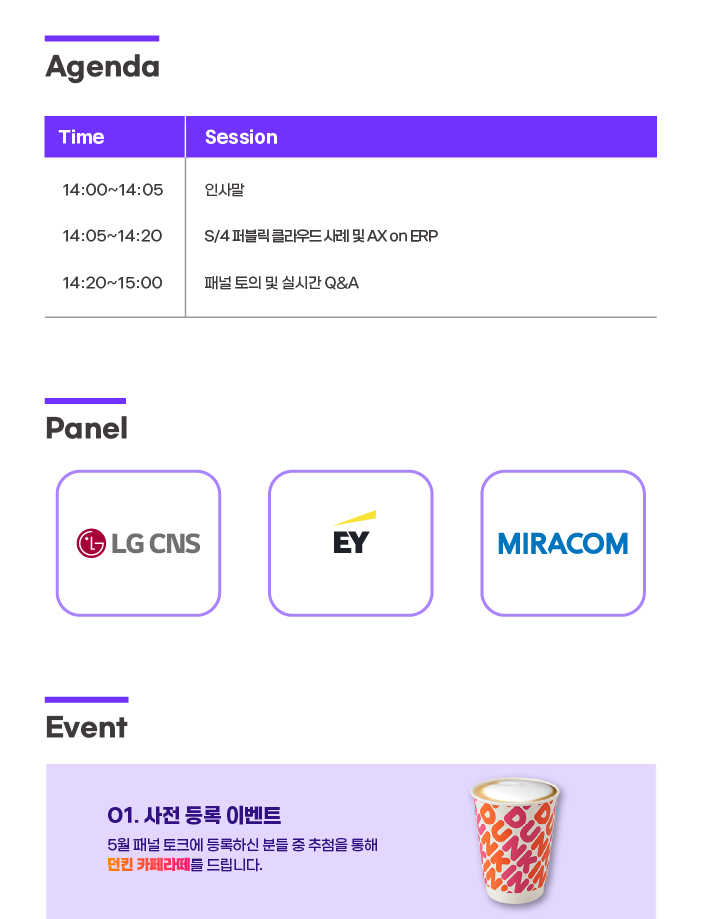 Agenda
Time Session
14:00~14:05 인사말
14:05~14:20 S/4 퍼블릭 클라우드 사례 및 AX on ERP
14:20~15:00 패널 토의 및 실시간 Q&A
Panel
LG CNS EY MIRACOM
Event
01. 사전 등록 이벤트
5월 패널 토크에 등록하신 분들 중 추첨을 통해
던킨 카페라떼를 드립니다.
DUNKIN'